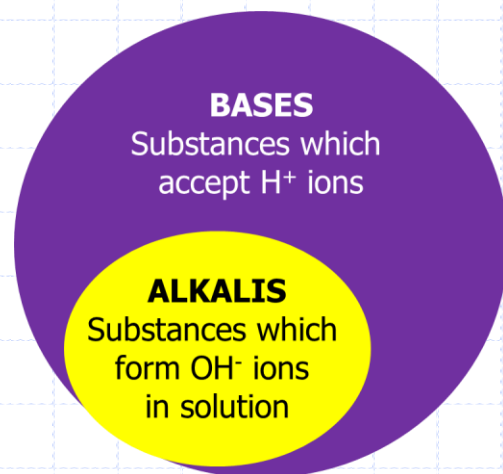 BASES
Substances which
accept H⁺ ions
ALKALIS
Substances which
form OH⁻ ions
in solution